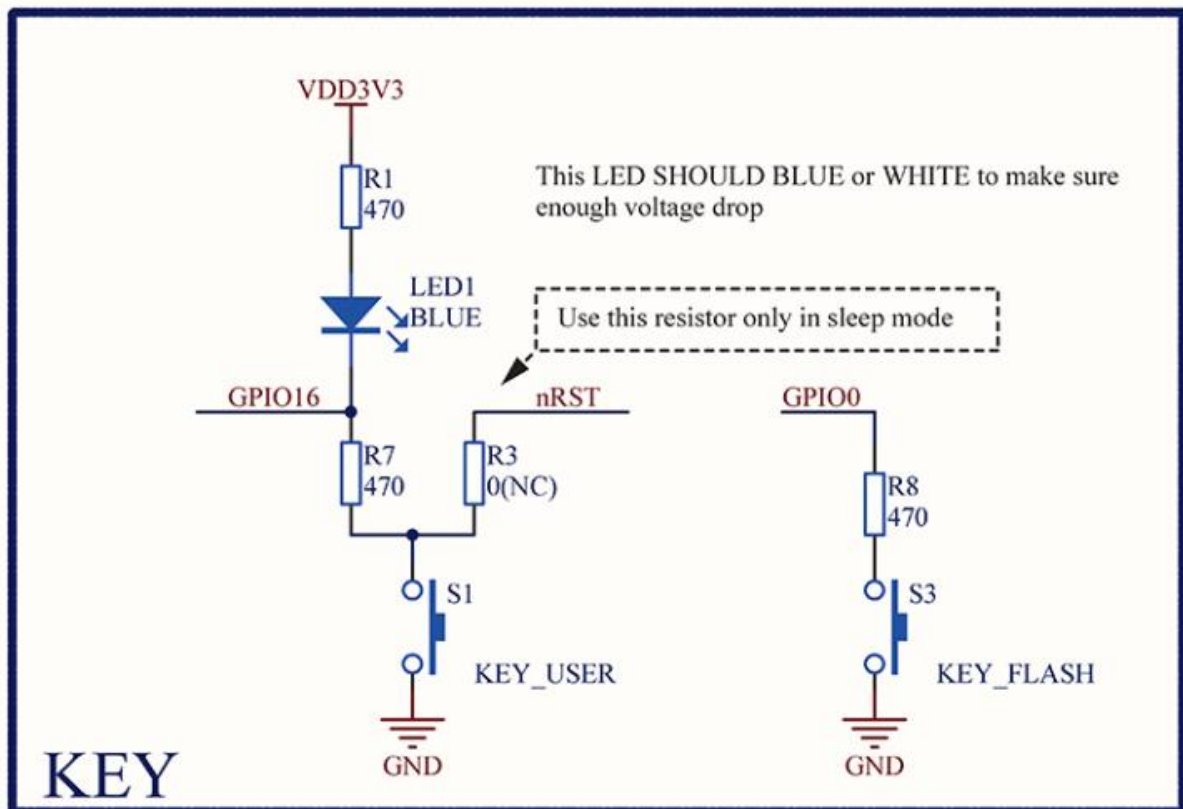 VDD3V3
R1
470
This LED SHOULD BLUE or WHITE to make sure
enough voltage drop
LED1
BLUE
Use this resistor only in sleep mode
GPIO16
nRST
GPIO0
R7
470
R3
0(NC)
R8
470
S1
S3
KEY_USER
KEY_FLASH
GND
GND
KEY